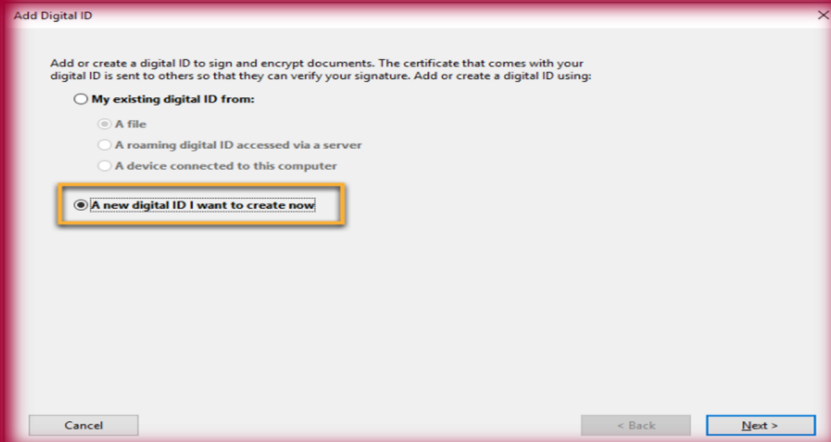 Add Digital ID
Add or create a digital ID to sign and encrypt documents. The certificate that comes with your
digital ID is sent to others so that they can verify your signature. Add or create a digital ID using:
My existing digital ID from:
A file
A roaming digital ID accessed via a server
A device connected to this computer
A new digital ID I want to create now
Cancel
< Back
Next >